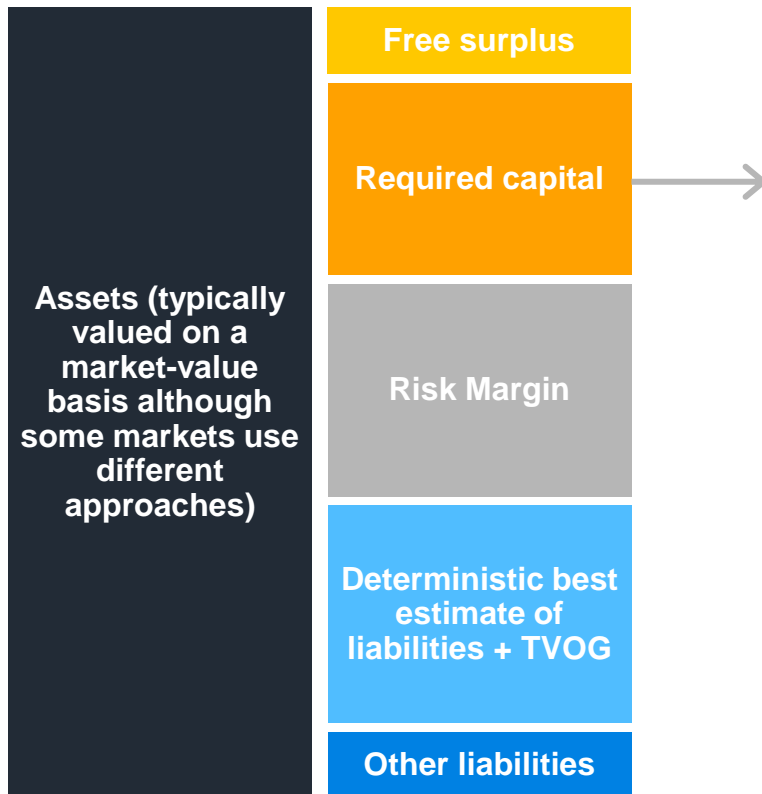 Free surplus
Required capital
Assets (typically
valued on a
market-value
basis although
some markets use
different
approaches)
Risk Margin
Deterministic best
estimate of
liabilities + TVOG
Other liabilities